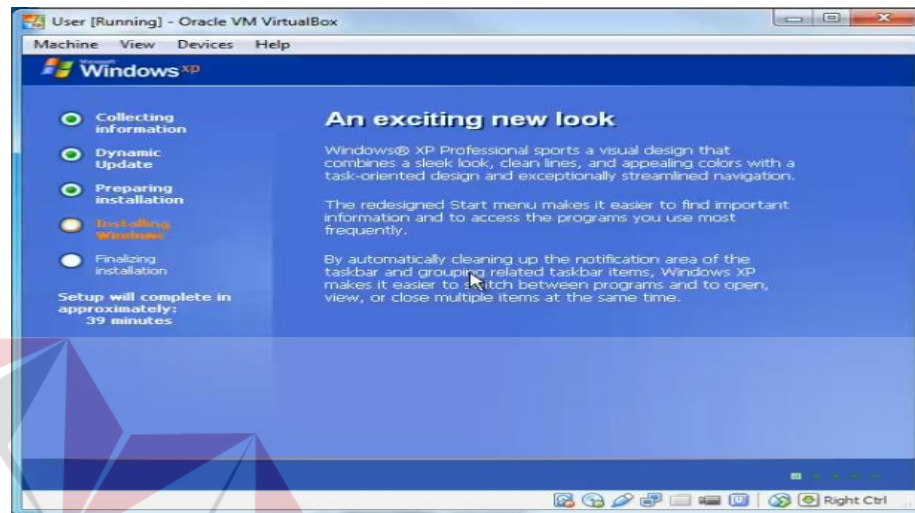 User [Running] - Oracle VM VirtualBox
Machine View Devices Help
Microsoft
Windows xp
Collecting
information
Dynamic
Update
Preparing
installation
Installing
Windows
Finalizing
installation
Setup will complete in
approximately:
39 minutes
An exciting new look
Windows® XP Professional sports a visual design that
combines a sleek look, clean lines, and appealing colors with a
task-oriented design and exceptionally streamlined navigation.
The redesigned Start menu makes it easier to find important
information and to access the programs you use most
frequently.
By automatically cleaning up the notification area of the
taskbar and grouping related taskbar items, Windows XP
makes it easier to switch between programs and to open,
view, or close multiple items at the same time.
Right Ctrl